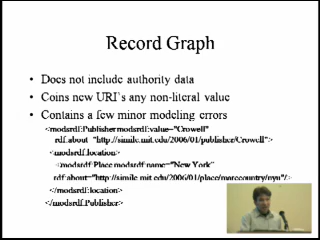 Record Graph
• Does not include authority data
• Coins new URI's any non-literal value
• Contains a few minor modeling errors
<modsrdf:Publisher modsrdf:value="Crowell"
rdf:about="http://simile.mit.edu/2006/01/publisher/Crowell">
<modsrdf:location>
<modsrdf:Place modsrdf:name="New York"
rdf:about="http://simile.mit.edu/2006/01/place/marccountry/nyu"/>
</modsrdf:location>
</modsrdf:Publisher>